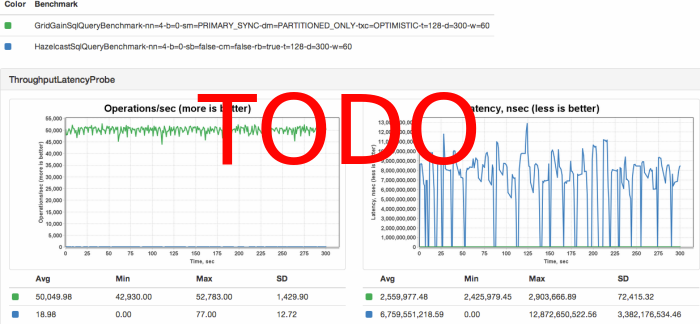 Color Benchmark
GridGainSqlQueryBenchmark-nn=4-b=0-sm=PRIMARY_SYNC-dm=PARTITIONED_ONLY-txc=OPTIMISTIC-t=128-d=300-w=60
HazelcastSqlQueryBenchmark-nn=4-b=0-sb=false-cm=false-rb=true-t=128-d=300-w=60
ThroughputLatencyProbe
TODO
Operations/sec (more is better)
Operations/sec (more is better)
55,000
50,000
45,000
40,000
35,000
30,000
25,000
20,000
15,000
10,000
5,000
0
0 25 50 75 100 125 150 175 200 225 250 275 300
Time, sec
Avg Min Max SD
50,049.98 42,930.00 52,783.00 1,429.90
18.98 0.00 77.00 12.72
Latency, nsec (less is better)
Latency, nsec (less is better)
13,000,000,000
12,000,000,000
11,000,000,000
10,000,000,000
9,000,000,000
8,000,000,000
7,000,000,000
6,000,000,000
5,000,000,000
4,000,000,000
3,000,000,000
2,000,000,000
1,000,000,000
0
0 25 50 75 100 125 150 175 200 225 250 275 300
Time, sec
Avg Min Max SD
2,559,977.48 2,425,979.45 2,903,666.89 72,415.32
6,759,551,218.59 0.00 12,872,650,522.56 3,382,176,534.46